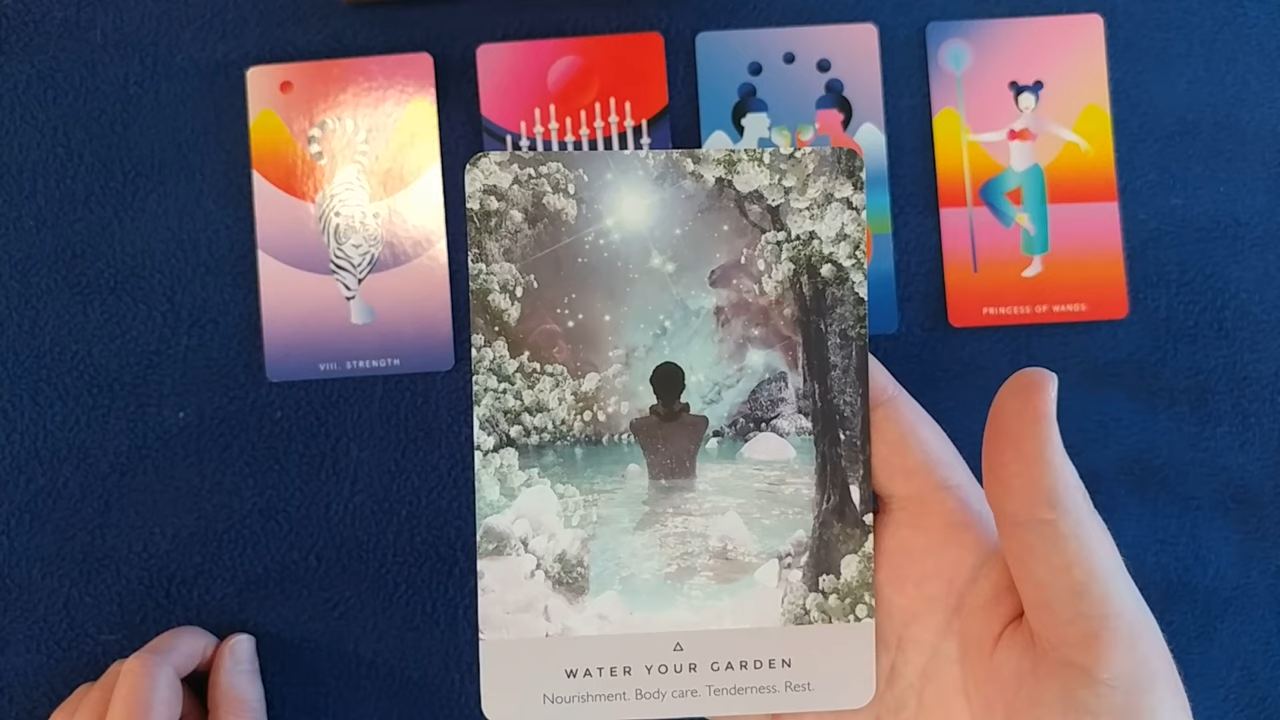 VIII. STRENGTH
PRINCESS OF WANDS
WATER YOUR GARDEN
Nourishment. Body care. Tenderness. Rest.